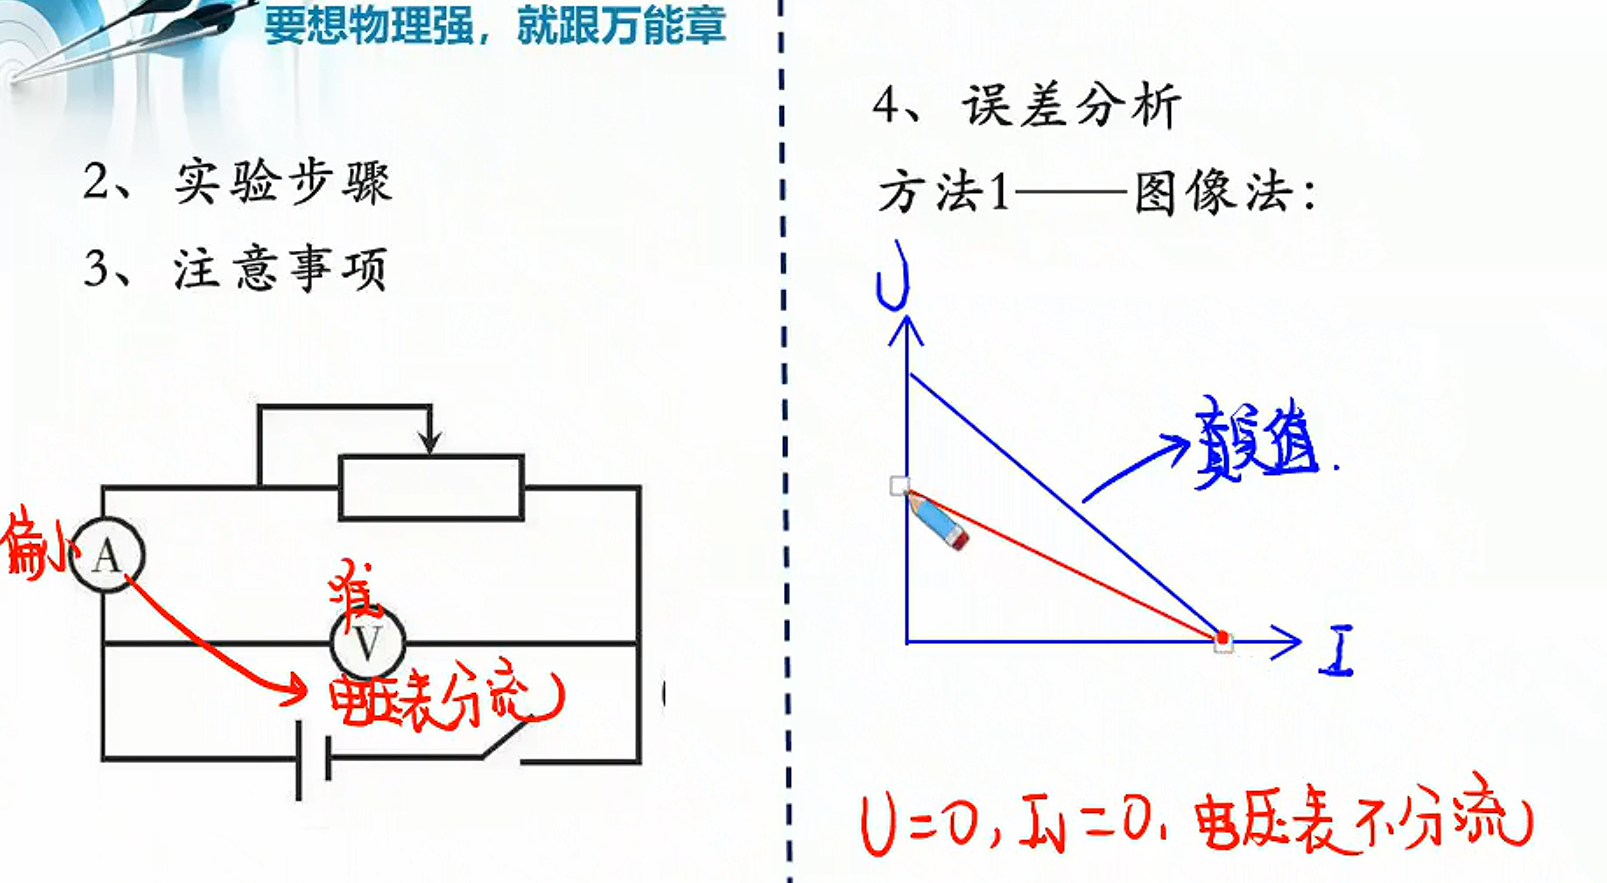 要想物理强，就跟万能章
2、实验步骤
3、注意事项
偏小
A
准
V
电压表分流
4、误差分析
方法1——图像法：
U
真实值.
I
U=0，Iv=0，电压表不分流